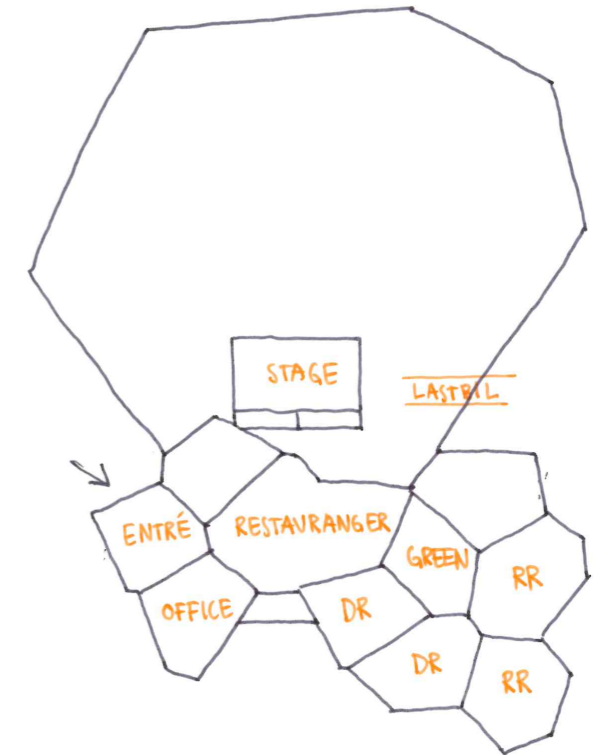 STAGE
LASTBIL
ENTRÉ
RESTAURANGER
GREEN
RR
OFFICE
DR
DR
RR